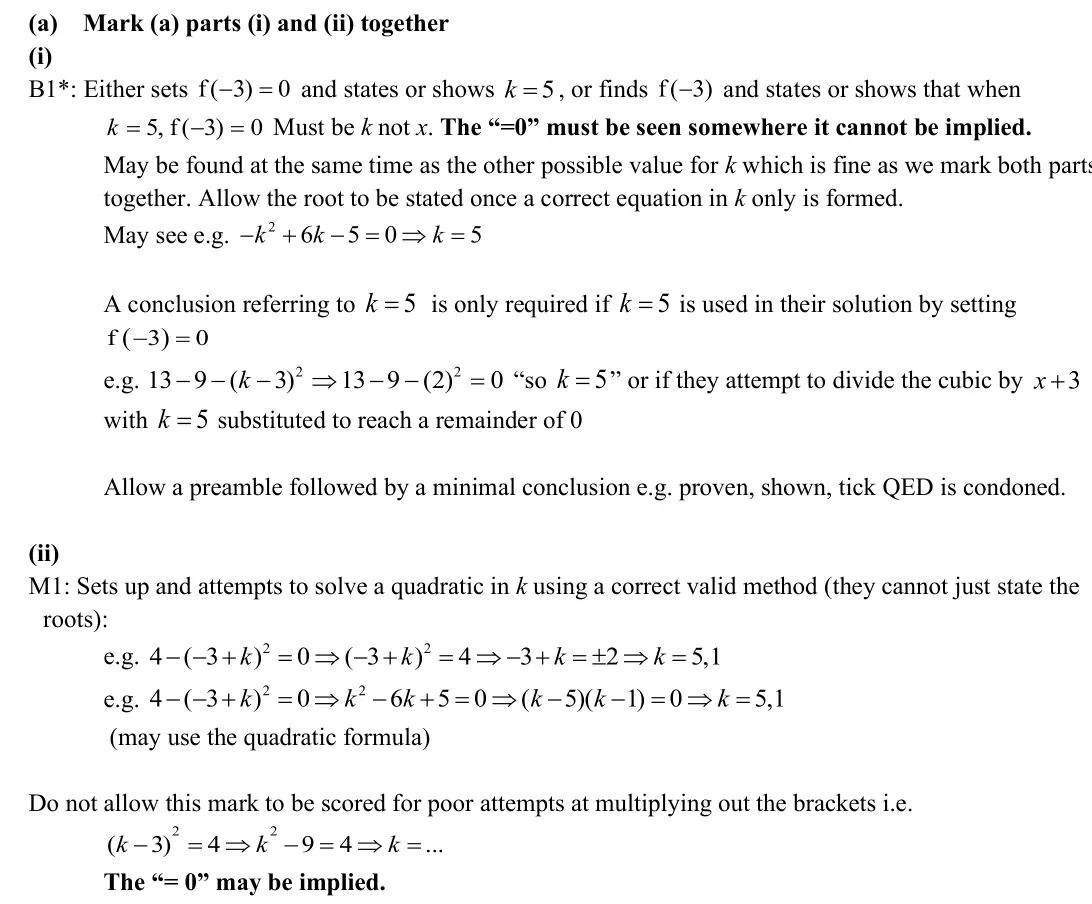 (a) Mark (a) parts (i) and (ii) together
(i)
B1*: Either sets f(−3) = 0 and states or shows k = 5, or finds f(−3) and states or shows that when
k = 5, f(−3) = 0 Must be k not x. The “=0” must be seen somewhere it cannot be implied.
May be found at the same time as the other possible value for k which is fine as we mark both parts
together. Allow the root to be stated once a correct equation in k only is formed.
May see e.g. −k² + 6k − 5 = 0 ⇒ k = 5
A conclusion referring to k = 5 is only required if k = 5 is used in their solution by setting
f(−3) = 0
e.g. 13 − 9 − (k − 3)² ⇒ 13 − 9 − (2)² = 0 “so k = 5” or if they attempt to divide the cubic by x + 3
with k = 5 substituted to reach a remainder of 0
Allow a preamble followed by a minimal conclusion e.g. proven, shown, tick QED is condoned.
(ii)
M1: Sets up and attempts to solve a quadratic in k using a correct valid method (they cannot just state the
roots):
e.g. 4 − (−3 + k)² = 0 ⇒ (−3 + k)² = 4 ⇒ −3 + k = ±2 ⇒ k = 5,1
e.g. 4 − (−3 + k)² = 0 ⇒ k² − 6k + 5 = 0 ⇒ (k − 5)(k − 1) = 0 ⇒ k = 5,1
(may use the quadratic formula)
Do not allow this mark to be scored for poor attempts at multiplying out the brackets i.e.
(k − 3)² = 4 ⇒ k² − 9 = 4 ⇒ k = ...
The “= 0” may be implied.